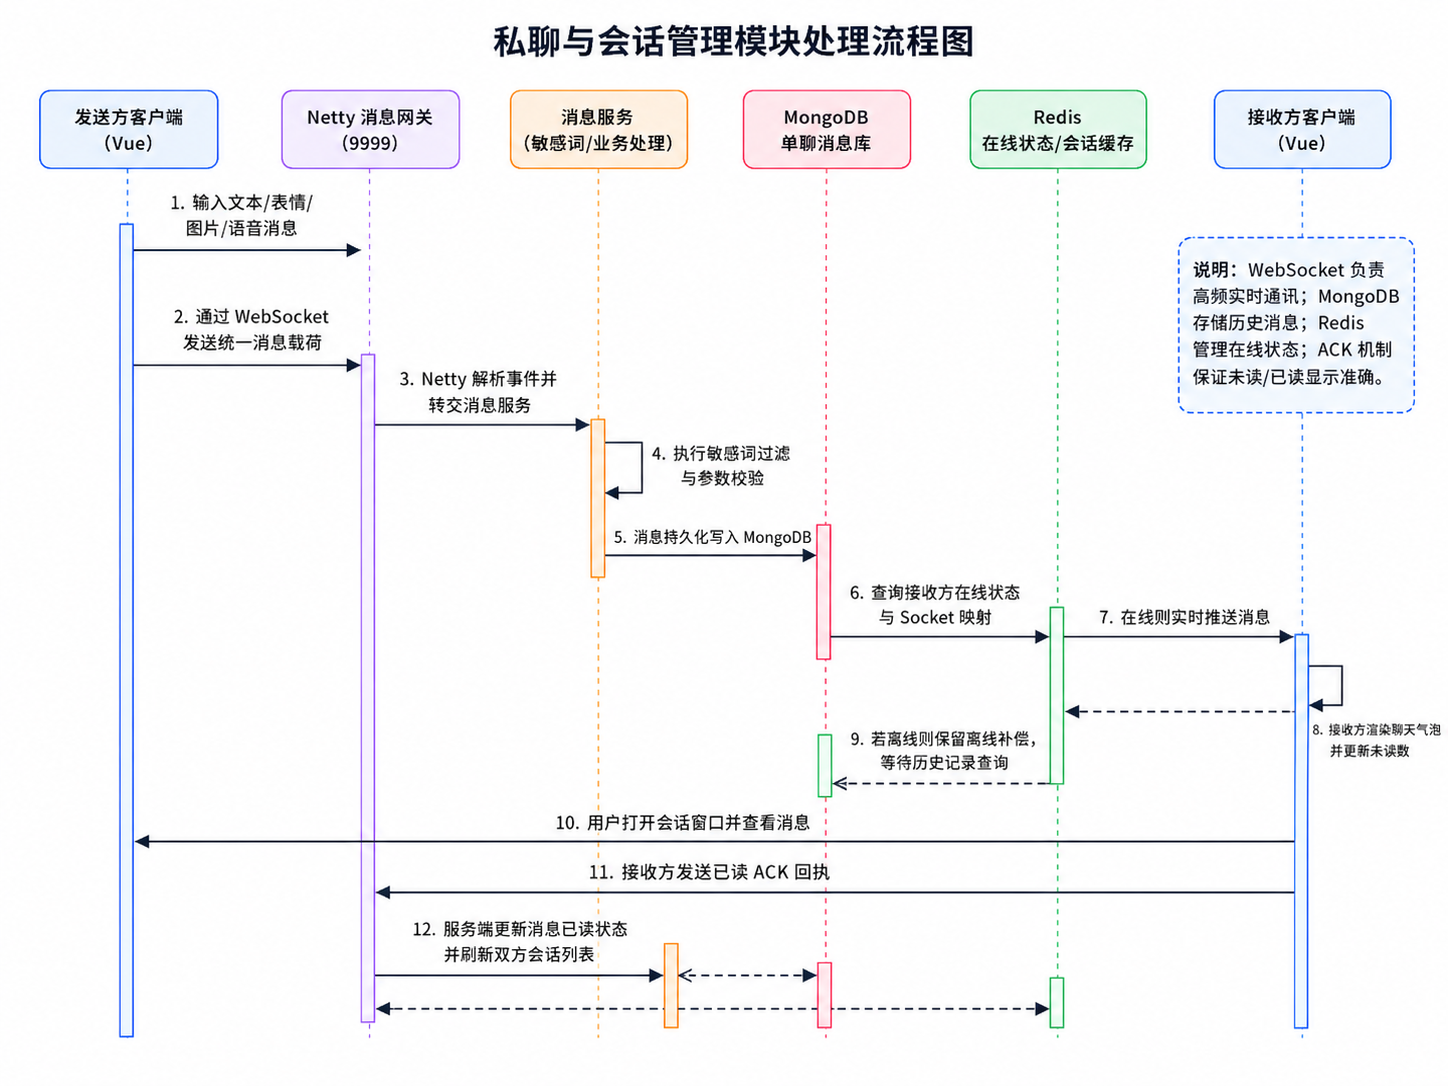 私聊与会话管理模块处理流程图
发送方客户端
（Vue）
Netty 消息网关
（9999）
消息服务
（敏感词/业务处理）
MongoDB
单聊消息库
Redis
在线状态/会话缓存
接收方客户端
（Vue）
1. 输入文本/表情/
图片/语音消息
说明：WebSocket 负责
高频实时通讯；MongoDB
存储历史消息；Redis
管理在线状态；ACK 机制
保证未读/已读显示准确。
2. 通过 WebSocket
发送统一消息载荷
3. Netty 解析事件并
转交消息服务
4. 执行敏感词过滤
与参数校验
5. 消息持久化写入 MongoDB
6. 查询接收方在线状态
与 Socket 映射
7. 在线则实时推送消息
8. 接收方渲染聊天气泡
并更新未读数
9. 若离线则保留离线补偿，
等待历史记录查询
10. 用户打开会话窗口并查看消息
11. 接收方发送已读 ACK 回执
12. 服务端更新消息已读状态
并刷新双方会话列表